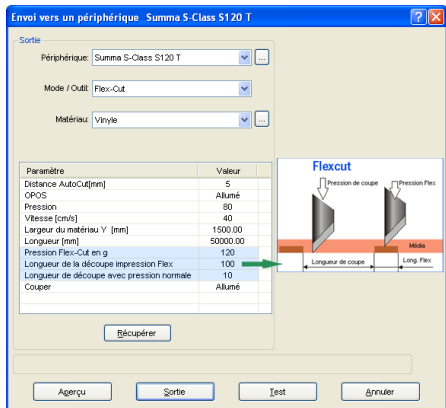 Envoi vers un périphérique Summa S-Class S120 T
Sortie
Périphérique: Summa S-Class S120 T ...
Mode / Outil: Flex-Cut
Matériau: Vinyle ...
Paramètre Valeur
Distance AutoCut[mm] 5
OPOS Allumé
Pression 80
Vitesse [cm/s] 40
Largeur du matériau Y [mm] 1500.00
Longueur [mm] 50000.00
Pression Flex-Cut en g 120
Longueur de la découpe impression Flex 100
Longueur de découpe avec pression normale 10
Couper Allumé
Flexcut
Pression de coupe Pression Flex
Média
Longueur de coupe Long. Flex
Récupérer
Aperçu Sortie Test Annuler